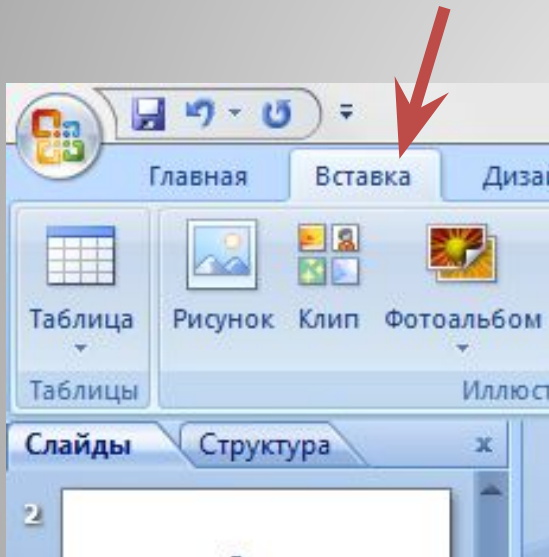 Главная Вставка
Таблица Рисунок Клип Фотоальбом
Таблицы
Слайды Структура x
2